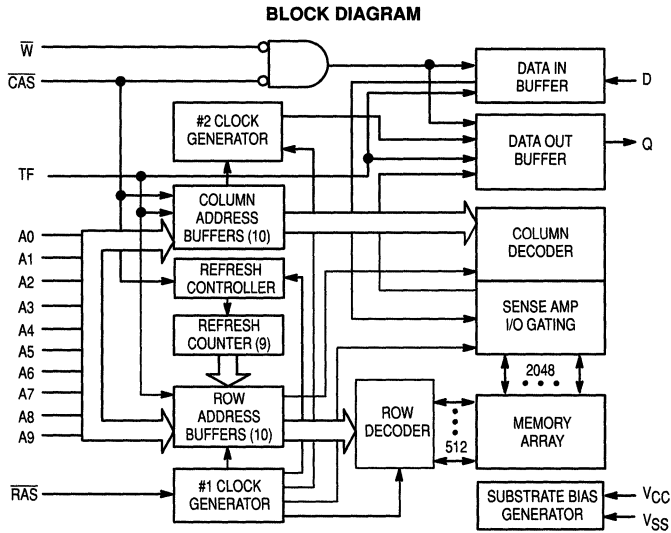 BLOCK DIAGRAM
W̅
C̅A̅S̅
TF
A0
A1
A2
A3
A4
A5
A6
A7
A8
A9
R̅A̅S̅
#2 CLOCK
GENERATOR
COLUMN
ADDRESS
BUFFERS (10)
REFRESH
CONTROLLER
REFRESH
COUNTER (9)
ROW
ADDRESS
BUFFERS (10)
#1 CLOCK
GENERATOR
ROW
DECODER
DATA IN
BUFFER
D
DATA OUT
BUFFER
Q
COLUMN
DECODER
SENSE AMP
I/O GATING
2048
512
MEMORY
ARRAY
SUBSTRATE BIAS
GENERATOR
VCC
VSS